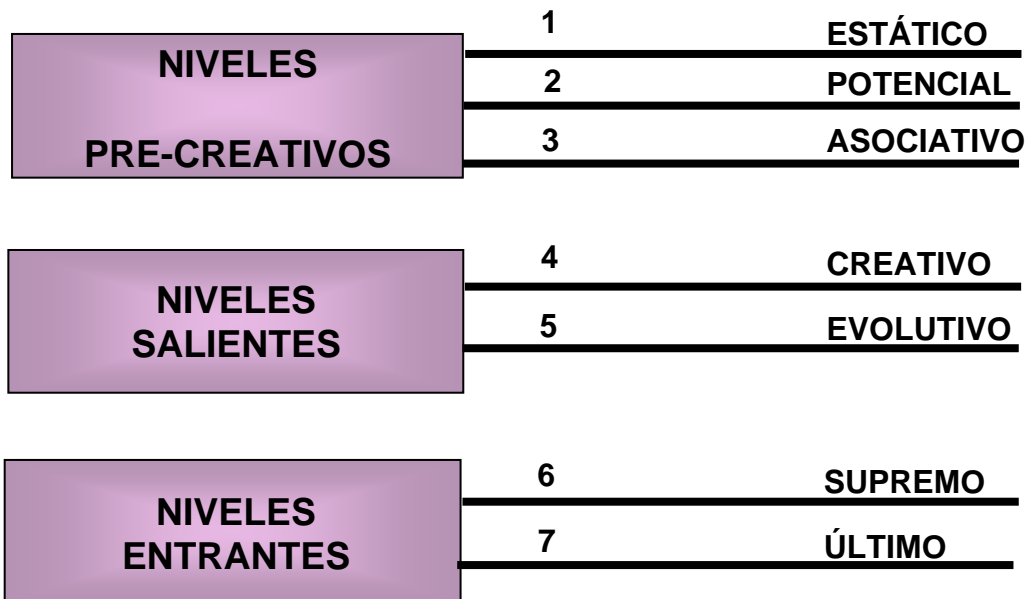 NIVELES
PRE-CREATIVOS
1 ESTÁTICO
2 POTENCIAL
3 ASOCIATIVO
NIVELES
SALIENTES
4 CREATIVO
5 EVOLUTIVO
NIVELES
ENTRANTES
6 SUPREMO
7 ÚLTIMO